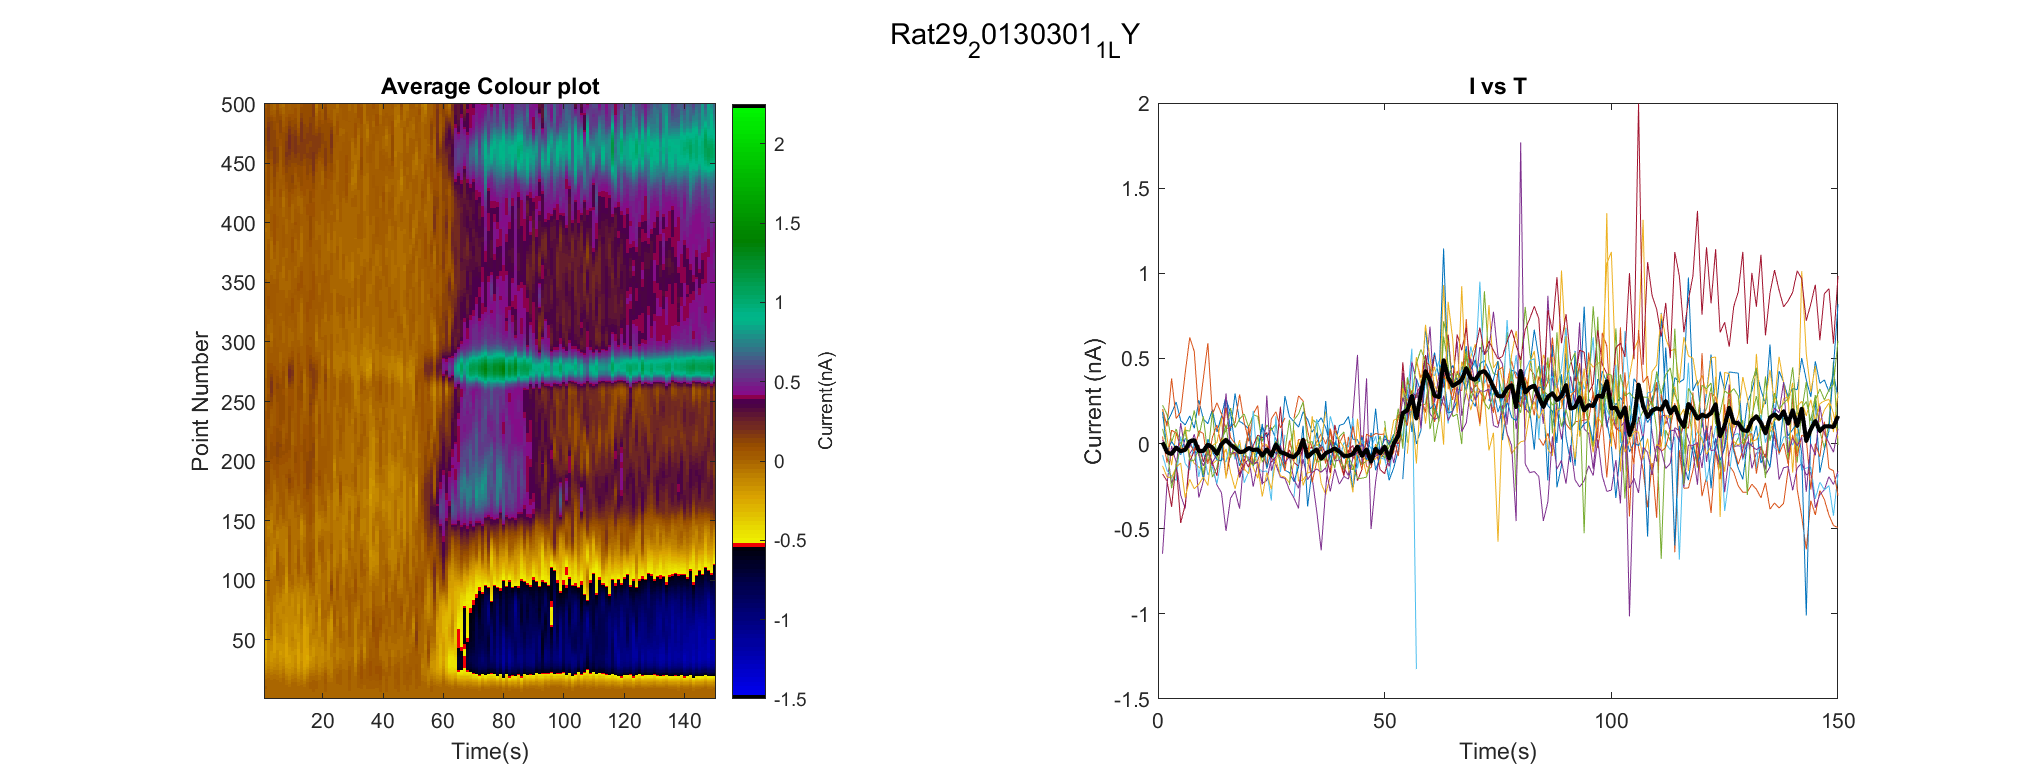 Rat29₂0130301₁LY
Average Colour plot
500
450
400
350
300
250
200
150
100
50
Point Number
20 40 60 80 100 120 140
Time(s)
2
1.5
1
0.5
0
-0.5
-1
-1.5
Current(nA)
I vs T
2
1.5
1
0.5
0
-0.5
-1
-1.5
Current (nA)
0 50 100 150
Time(s)